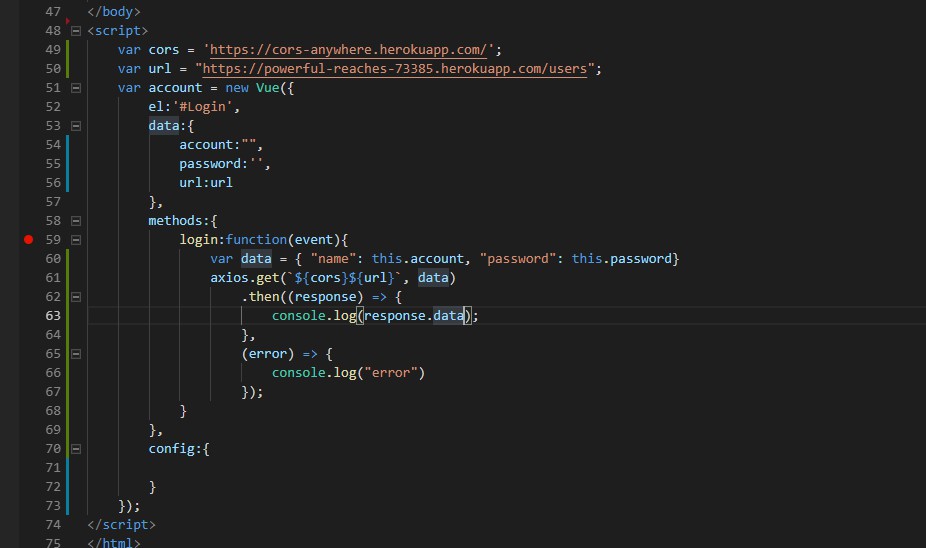 47 </body>
48 <script>
49 var cors = 'https://cors-anywhere.herokuapp.com/';
50 var url = "https://powerful-reaches-73385.herokuapp.com/users";
51 var account = new Vue({
52 el:'#Login',
53 data:{
54 account:"",
55 password:'',
56 url:url
57 },
58 methods:{
59 login:function(event){
60 var data = { "name": this.account, "password": this.password}
61 axios.get(`${cors}${url}`, data)
62 .then((response) => {
63 console.log(response.data);
64 },
65 (error) => {
66 console.log("error")
67 });
68 }
69 },
70 config:{
71
72 }
73 });
74 </script>
75 </html>